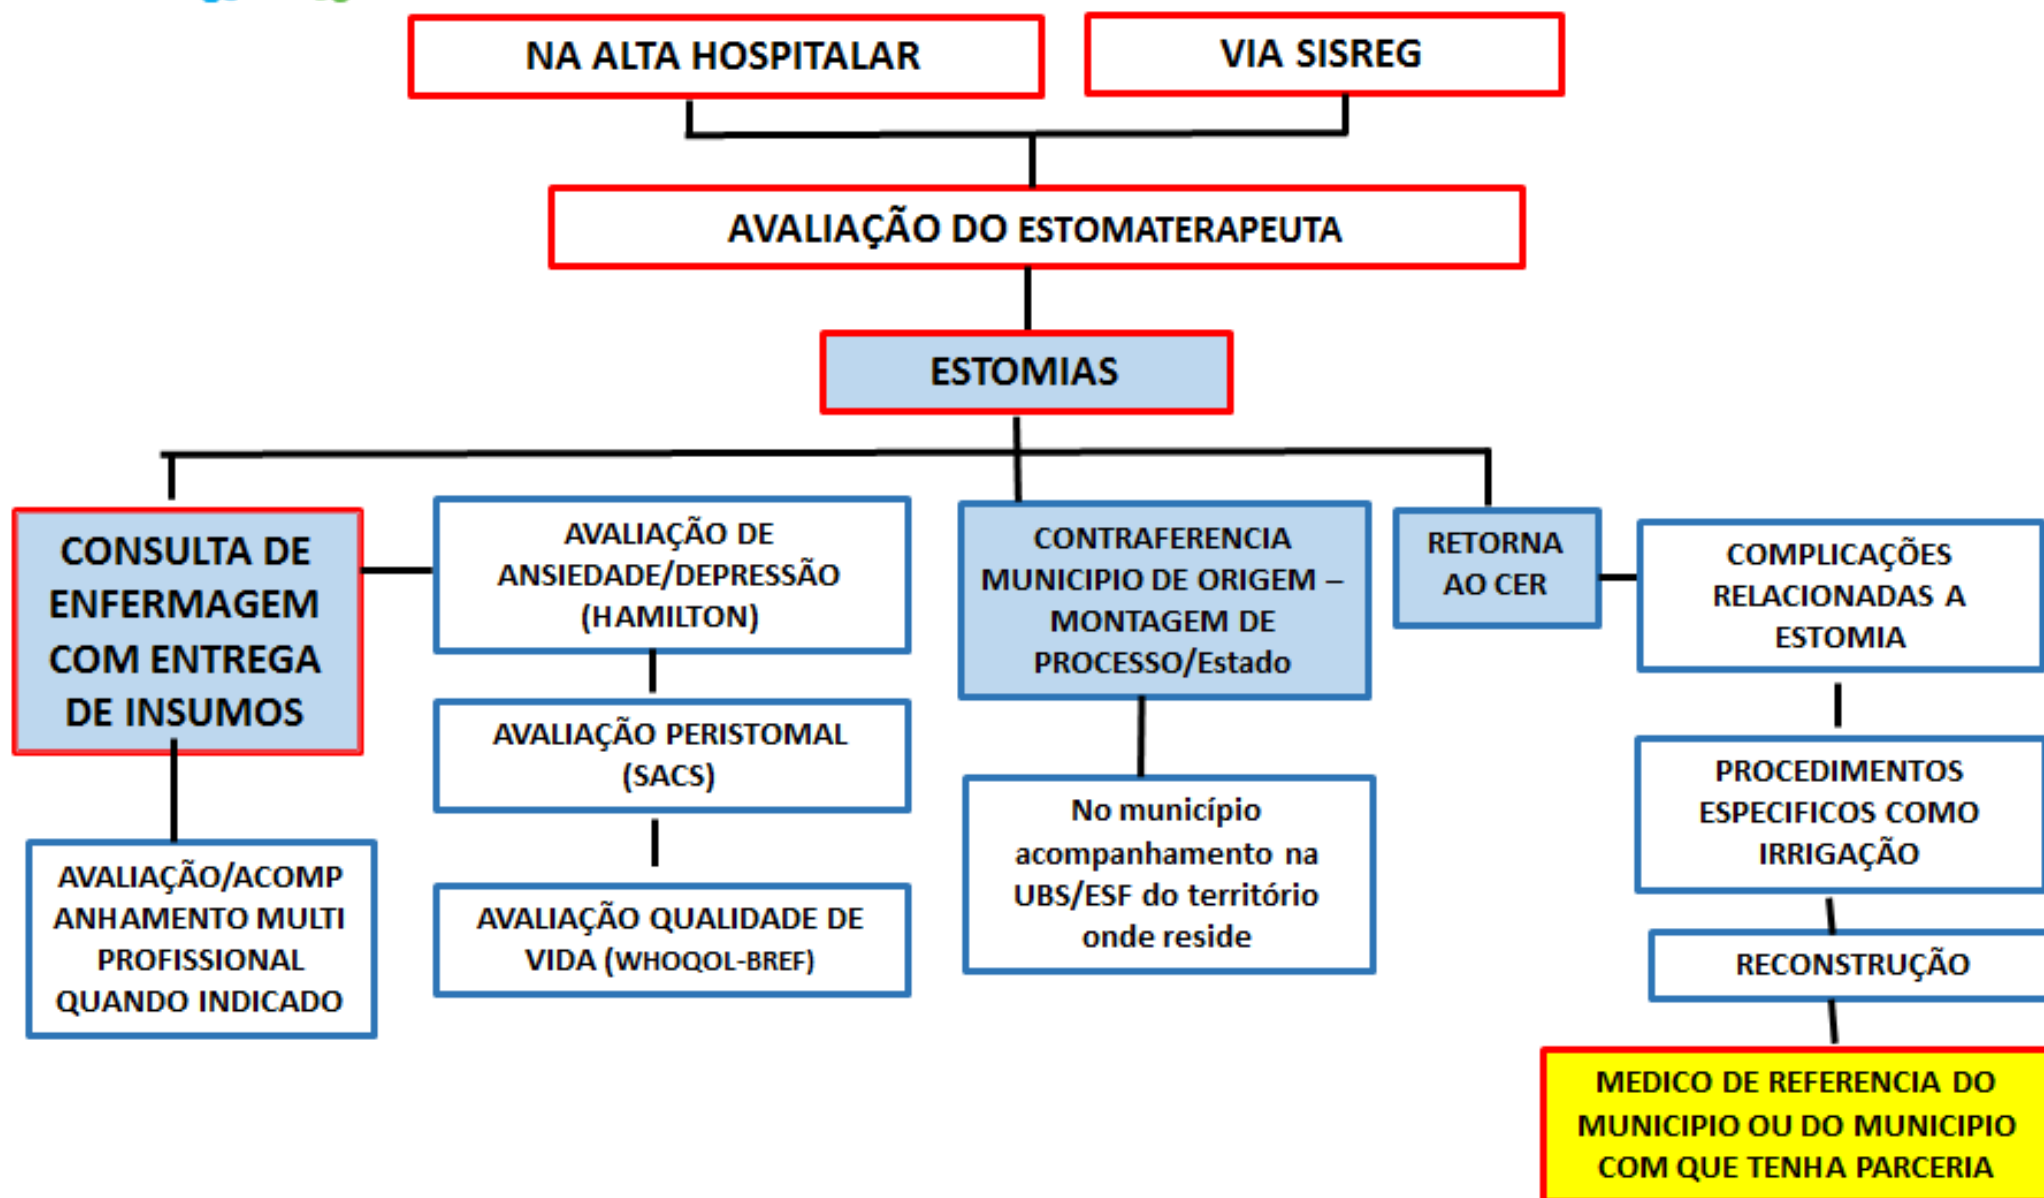 NA ALTA HOSPITALAR
VIA SISREG
AVALIAÇÃO DO ESTOMATERAPEUTA
ESTOMIAS
CONSULTA DE
ENFERMAGEM
COM ENTREGA
DE INSUMOS
AVALIAÇÃO/ACOMP
ANHAMENTO MULTI
PROFISSIONAL
QUANDO INDICADO
AVALIAÇÃO DE
ANSIEDADE/DEPRESSÃO
(HAMILTON)
AVALIAÇÃO PERISTOMAL
(SACS)
AVALIAÇÃO QUALIDADE DE
VIDA (WHOQOL-BREF)
CONTRAFERENCIA
MUNICIPIO DE ORIGEM –
MONTAGEM DE
PROCESSO/Estado
No município
acompanhamento na
UBS/ESF do território
onde reside
RETORNA
AO CER
COMPLICAÇÕES
RELACIONADAS A
ESTOMIA
PROCEDIMENTOS
ESPECIFICOS COMO
IRRIGAÇÃO
RECONSTRUÇÃO
MEDICO DE REFERENCIA DO
MUNICIPIO OU DO MUNICIPIO
COM QUE TENHA PARCERIA